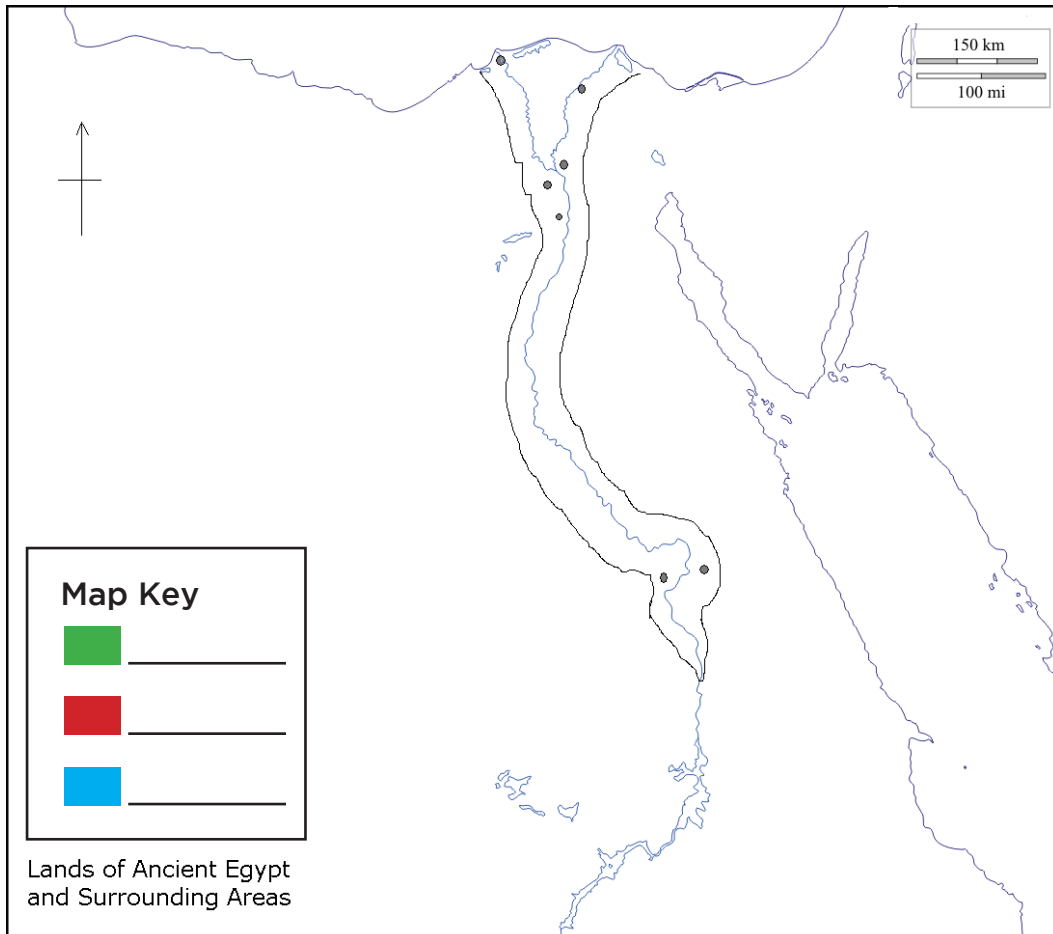 150 km
100 mi
Map Key
Lands of Ancient Egypt
and Surrounding Areas